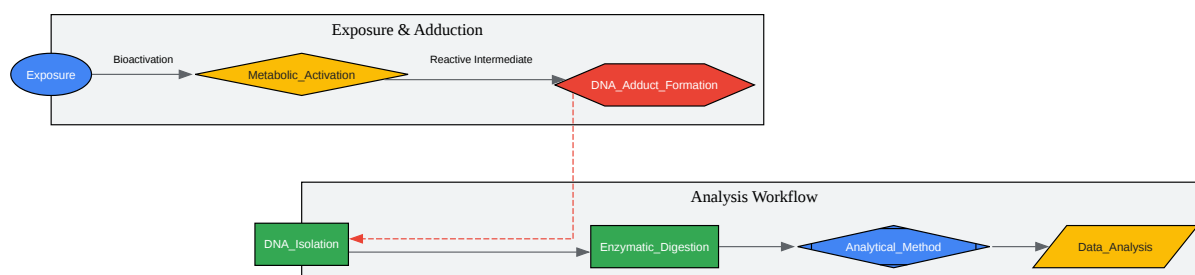 Exposure & Adduction
Exposure
Bioactivation
Metabolic_Activation
Reactive Intermediate
DNA_Adduct_Formation
Analysis Workflow
DNA_Isolation
Enzymatic_Digestion
Analytical_Method
Data_Analysis